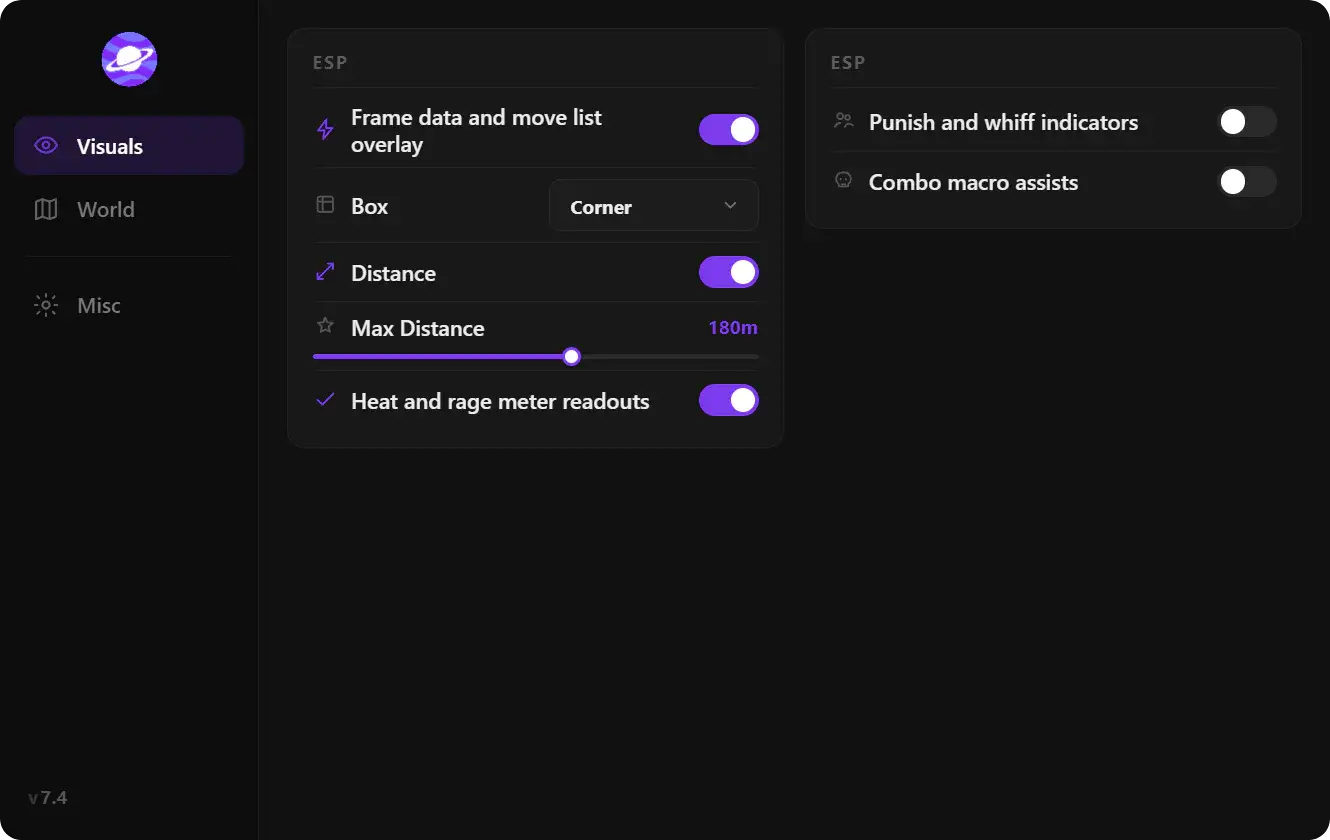 Visuals
World
Misc
v7.4
ESP
Frame data and move list
overlay
Box
Corner
Distance
Max Distance
180m
Heat and rage meter readouts
ESP
Punish and whiff indicators
Combo macro assists